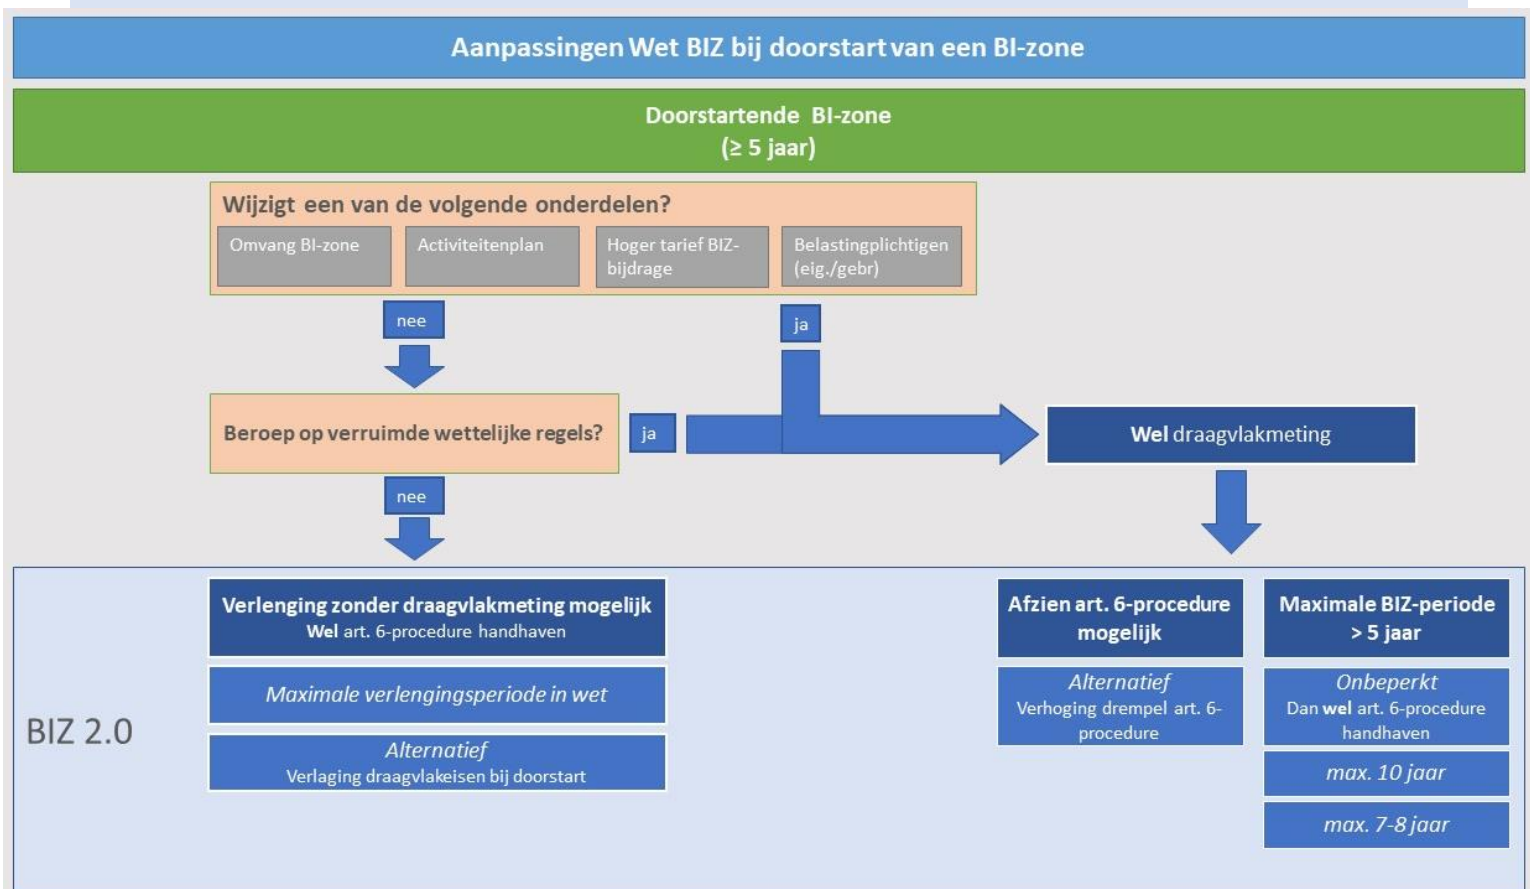 Aanpassingen Wet BIZ bij doorstart van een BI-zone
Doorstartende BI-zone
(≥ 5 jaar)
Wijzigt een van de volgende onderdelen?
Omvang BI-zone
Activiteitenplan
Hoger tarief BIZ-
bijdrage
Belastingplichtigen
(eig./gebr)
nee
ja
Beroep op verruimde wettelijke regels?
ja
Wel draagvlakmeting
nee
Verlenging zonder draagvlakmeting mogelijk
Wel art. 6-procedure handhaven
Maximale verlengingsperiode in wet
Alternatief
Verlaging draagvlakeisen bij doorstart
Afzien art. 6-procedure
mogelijk
Alternatief
Verhoging drempel art. 6-
procedure
Maximale BIZ-periode
> 5 jaar
Onbeperkt
Dan wel art. 6-procedure
handhaven
max. 10 jaar
max. 7-8 jaar
BIZ 2.0